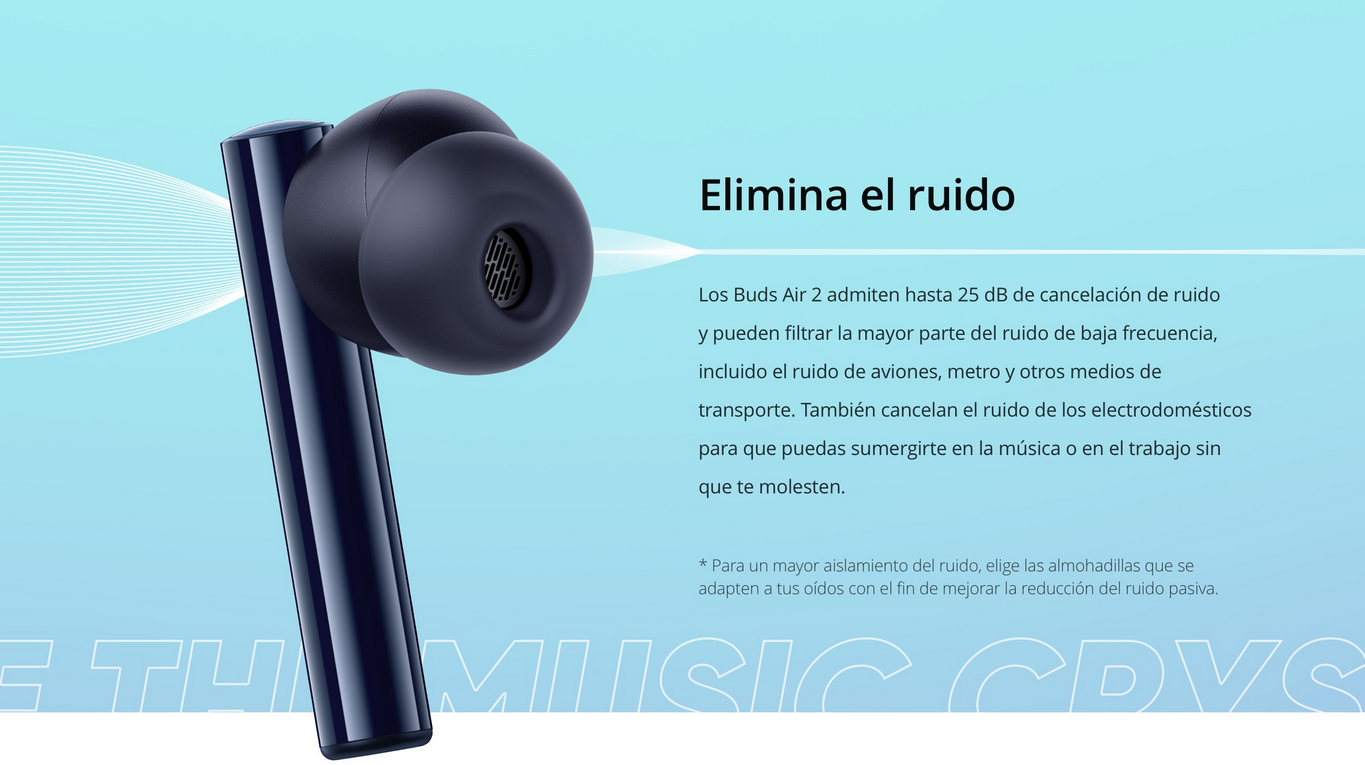 Elimina el ruido
Los Buds Air 2 admiten hasta 25 dB de cancelación de ruido
y pueden filtrar la mayor parte del ruido de baja frecuencia,
incluido el ruido de aviones, metro y otros medios de
transporte. También cancelan el ruido de los electrodomésticos
para que puedas sumergirte en la música o en el trabajo sin
que te molesten.
* Para un mayor aislamiento del ruido, elige las almohadillas que se
adapten a tus oídos con el fin de mejorar la reducción del ruido pasiva.
E TH MUSIC CRYS